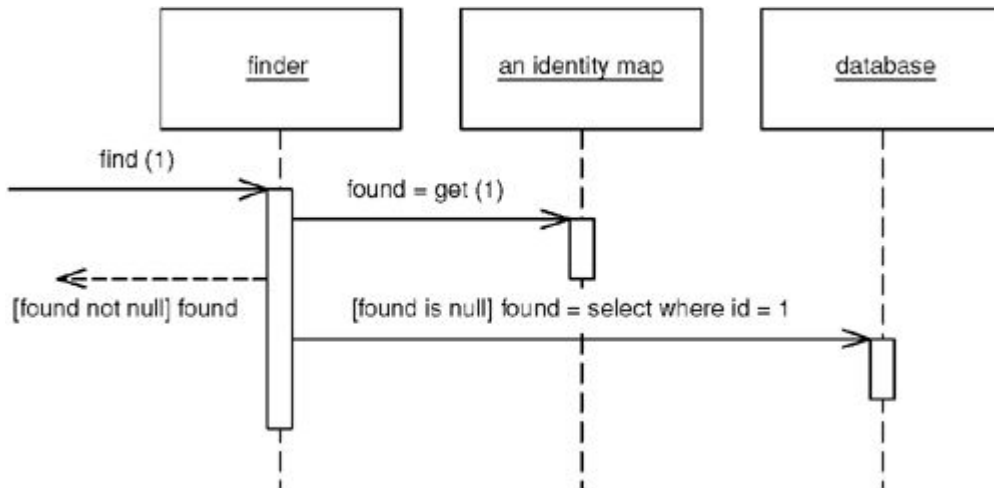 finder
an identity map
database
find (1)
found = get (1)
[found not null] found
[found is null] found = select where id = 1